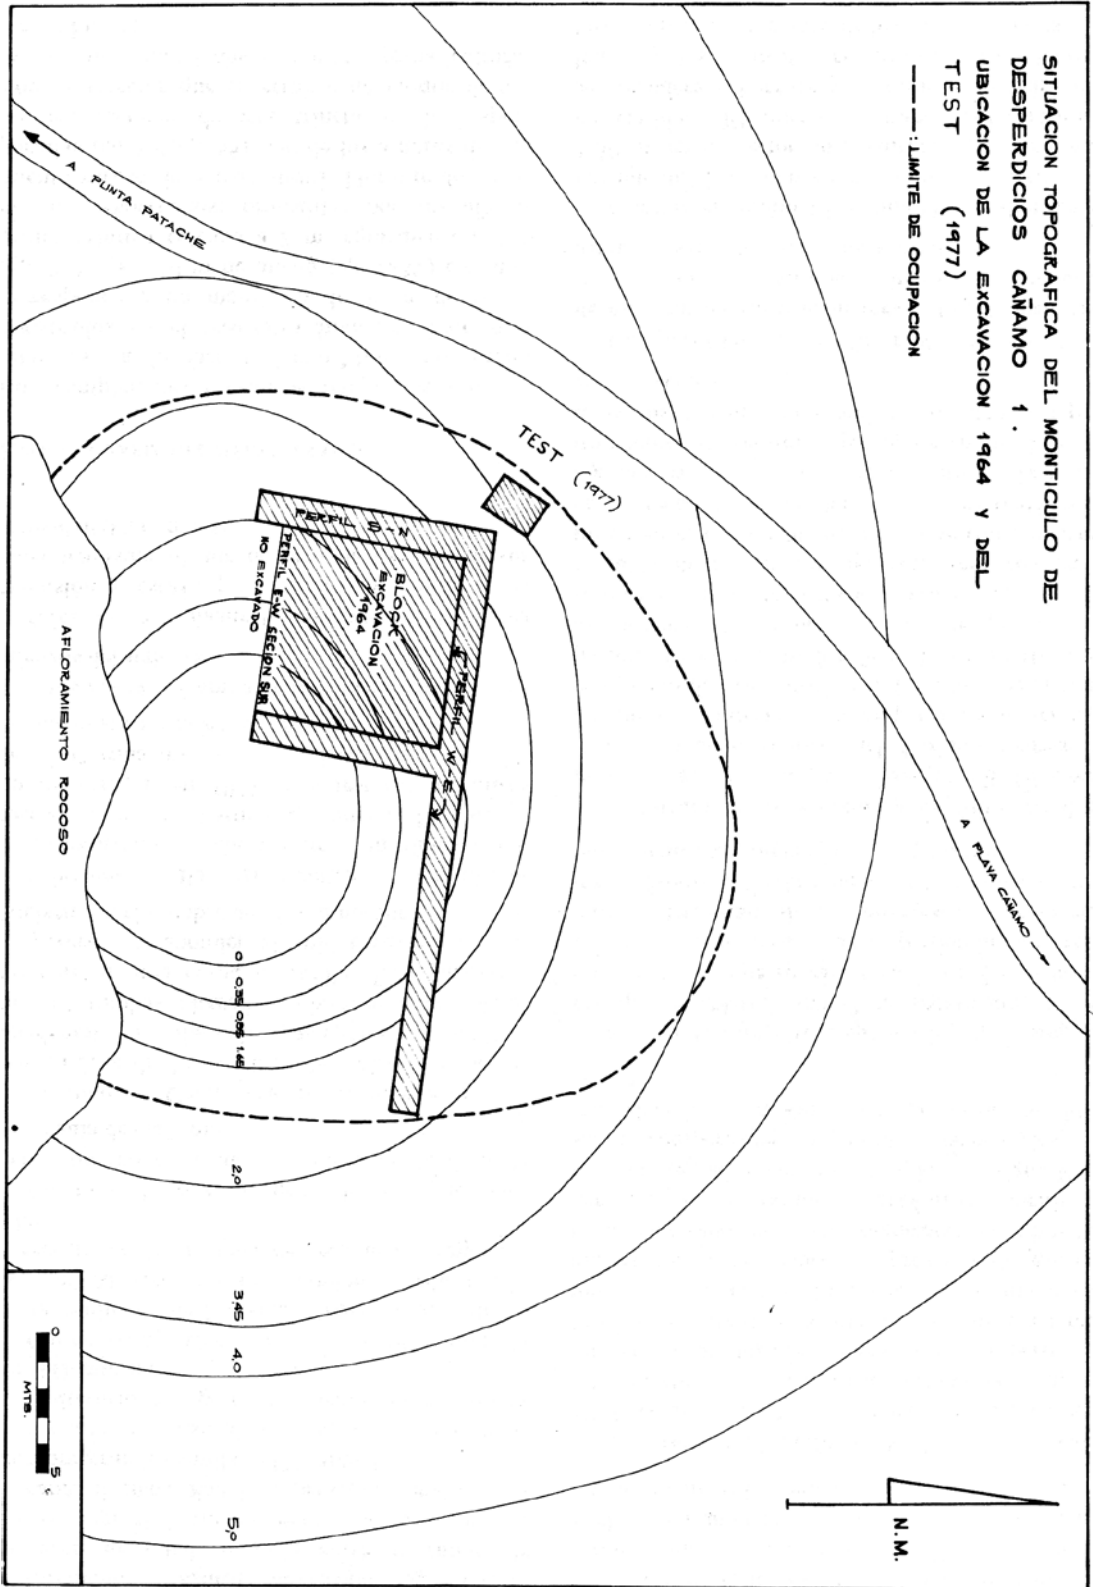 SITUACION TOPOGRAFICA DEL MONTICULO DE
DESPERDICIOS CAÑAMO 1.
UBICACION DE LA EXCAVACION 1964 Y DEL
TEST (1977)
---: LIMITE DE OCUPACION
A PUNTA PATACHE
TEST (1977)
PERFIL S-N
BLOCK
EXCAVACION
1964
PERFIL W-E
PERFIL E-W SECION SUR
NO EXCAVADO
AFLORAMIENTO ROCOSO
A PLAYA CAÑAMO
0
0,35
0,85
1,65
2,0
3,45
4,0
5,0
N.M.
0 5
MTS.